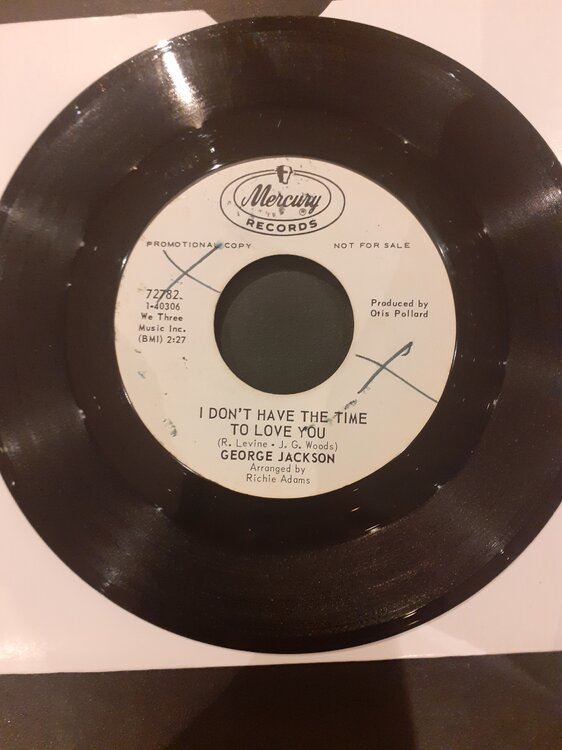 Mercury
RECORDS
PROMOTIONAL COPY
NOT FOR SALE
72782
1-40306
We Three
Music Inc.
(BMI) 2:27
Produced by
Otis Pollard
I DON'T HAVE THE TIME
TO LOVE YOU
(R. Levine • J. G. Woods)
GEORGE JACKSON
Arranged by
Richie Adams